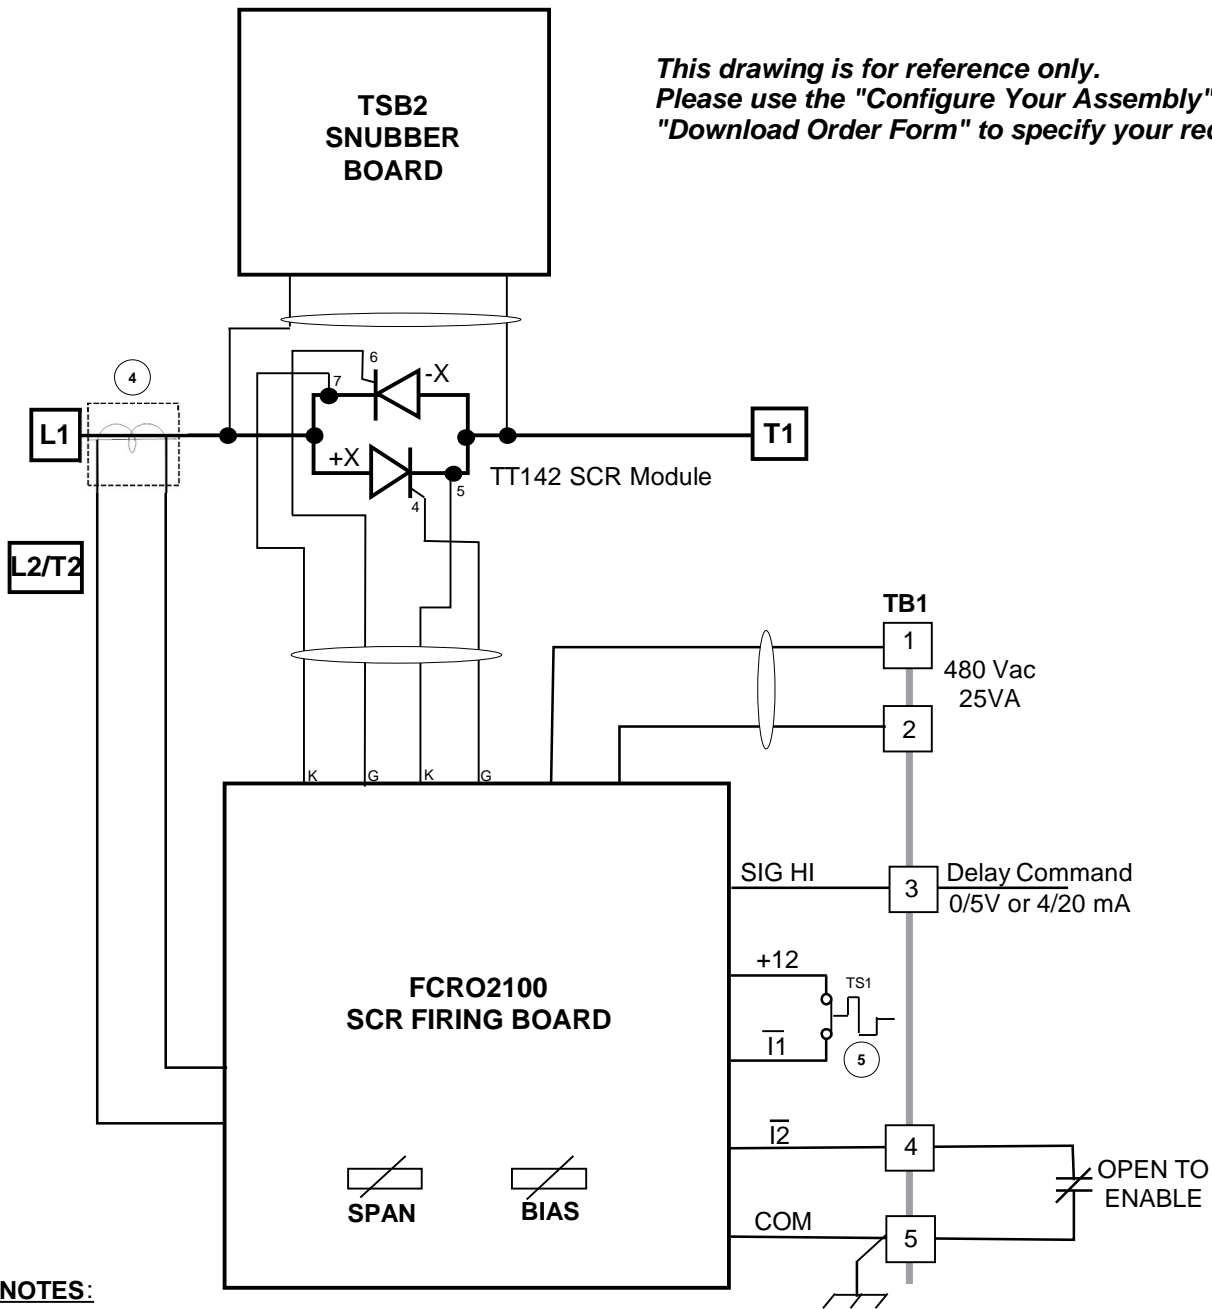 TSB2
SNUBBER
BOARD
This drawing is for reference only.
Please use the "Configure Your Assembly"
"Download Order Form" to specify your
4
6
7
-X
L1
T1
+X
TT142 SCR Module
5
4
L2/T2
TB1
1
480 Vac
25VA
2
K
G
K
G
SIG HI
3
Delay Command
0/5V or 4/20 mA
+12
TS1
FCRO2100
SCR FIRING BOARD
I1
5
I2
4
OPEN TO
ENABLE
SPAN
BIAS
COM
5
NOTES: